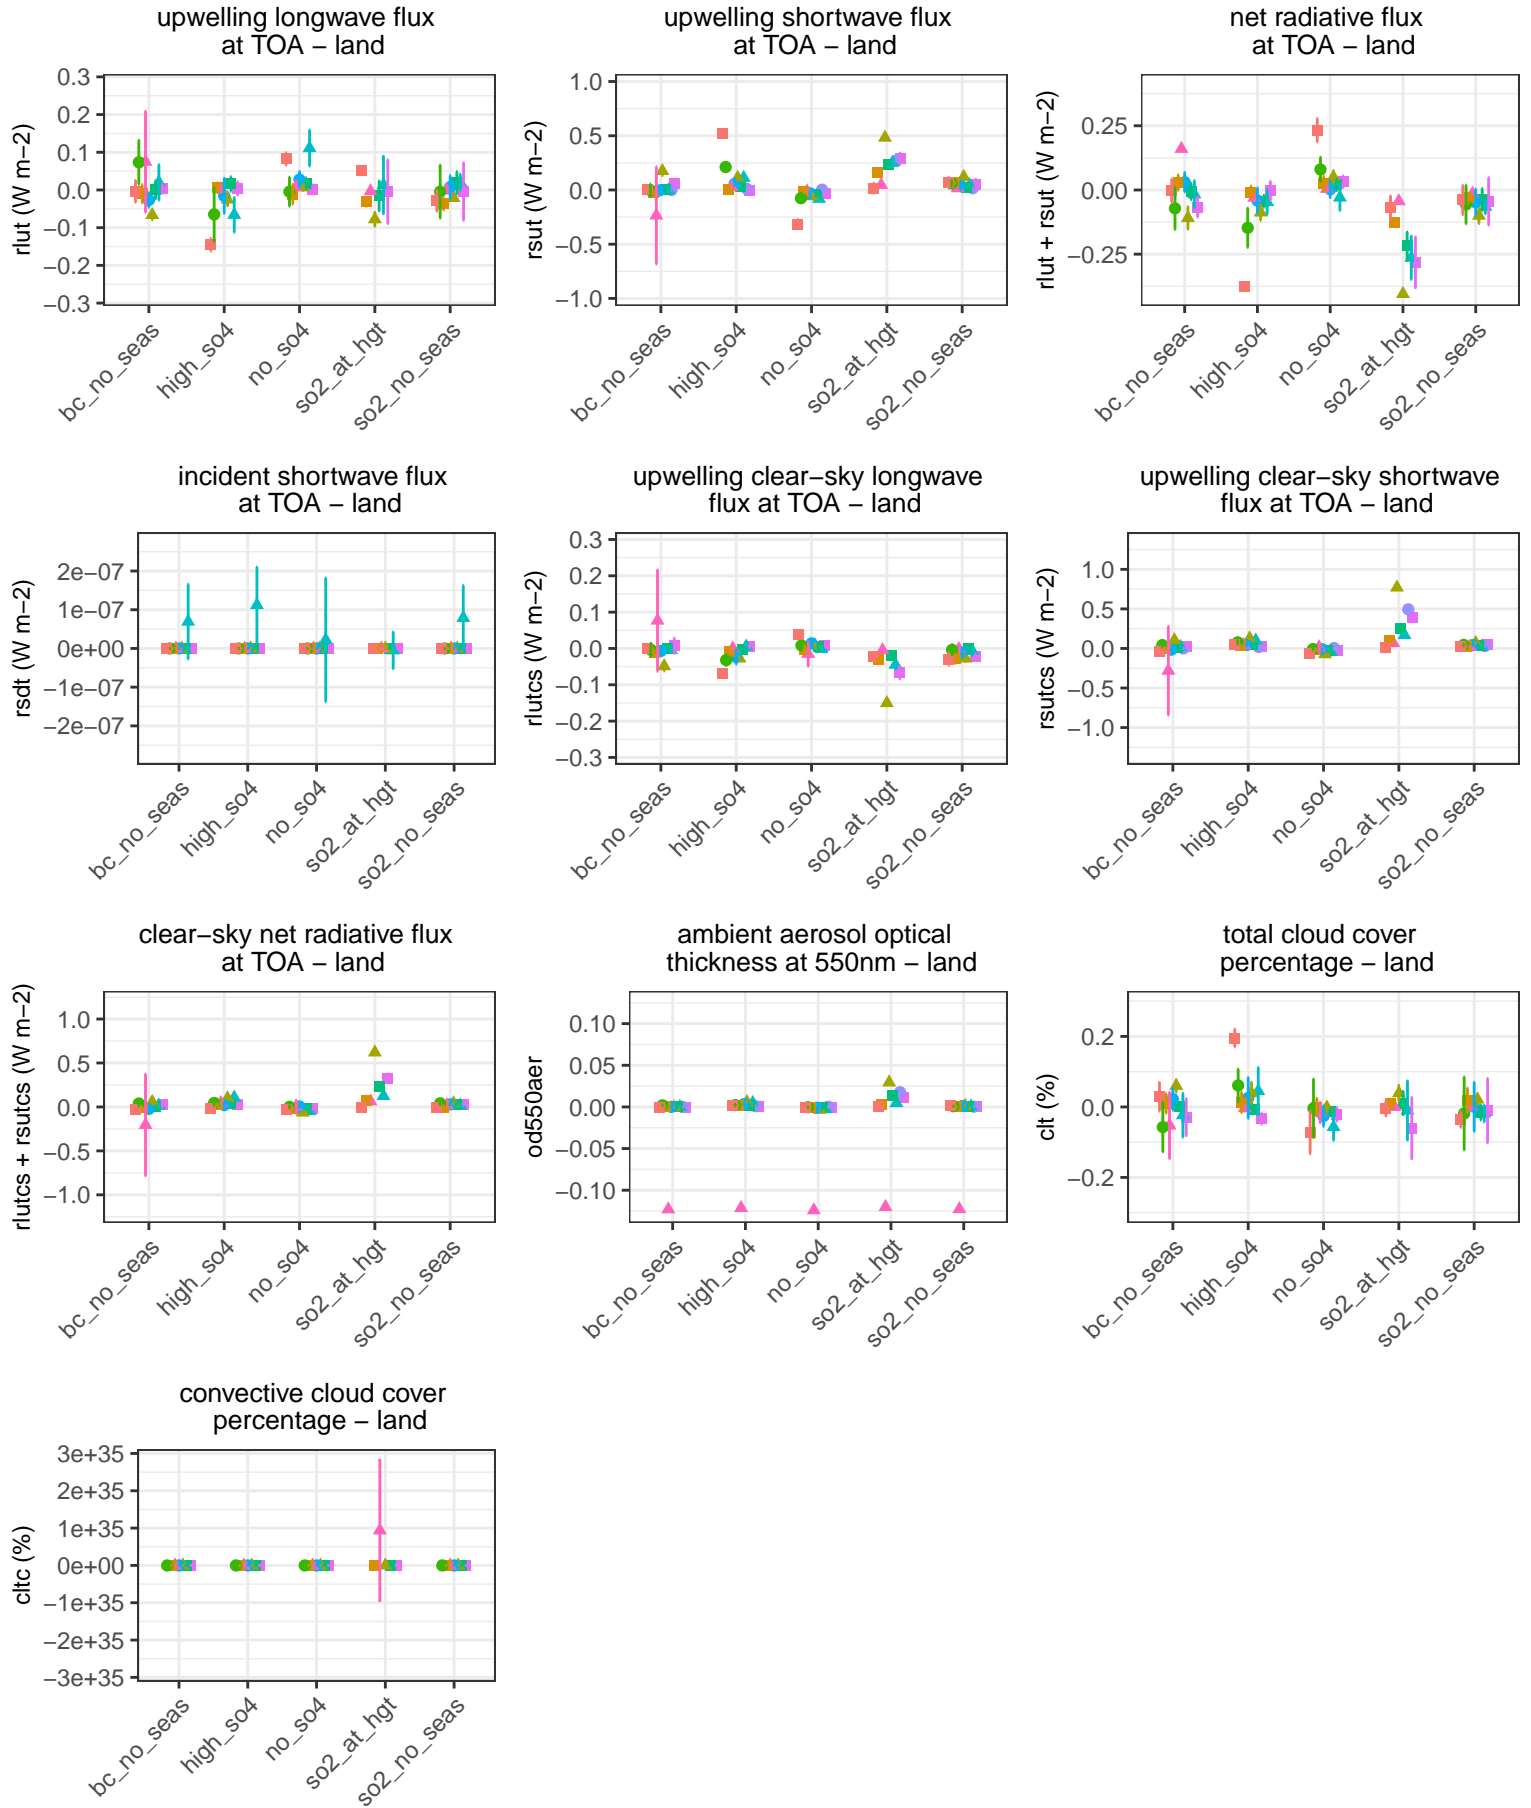 upwelling longwave flux
at TOA − land
rlut (W m−2)
0.3
0.2
0.1
0.0
−0.1
−0.2
−0.3
bc_no_seas
high_so4
no_so4
so2_at_hgt
so2_no_seas
upwelling shortwave flux
at TOA − land
rsut (W m−2)
1.0
0.5
0.0
−0.5
−1.0
bc_no_seas
high_so4
no_so4
so2_at_hgt
so2_no_seas
net radiative flux
at TOA − land
rlut + rsut (W m−2)
0.25
0.00
−0.25
bc_no_seas
high_so4
no_so4
so2_at_hgt
so2_no_seas
incident shortwave flux
at TOA − land
rsdt (W m−2)
2e−07
1e−07
0e+00
−1e−07
−2e−07
bc_no_seas
high_so4
no_so4
so2_at_hgt
so2_no_seas
upwelling clear−sky longwave
flux at TOA − land
rlutcs (W m−2)
0.3
0.2
0.1
0.0
−0.1
−0.2
−0.3
bc_no_seas
high_so4
no_so4
so2_at_hgt
so2_no_seas
upwelling clear−sky shortwave
flux at TOA − land
rsutcs (W m−2)
1.0
0.5
0.0
−0.5
−1.0
bc_no_seas
high_so4
no_so4
so2_at_hgt
so2_no_seas
clear−sky net radiative flux
at TOA − land
rlutcs + rsutcs (W m−2)
1.0
0.5
0.0
−0.5
−1.0
bc_no_seas
high_so4
no_so4
so2_at_hgt
so2_no_seas
ambient aerosol optical
thickness at 550nm − land
od550aer
0.10
0.05
0.00
−0.05
−0.10
bc_no_seas
high_so4
no_so4
so2_at_hgt
so2_no_seas
total cloud cover
percentage − land
clt (%)
0.2
0.0
−0.2
bc_no_seas
high_so4
no_so4
so2_at_hgt
so2_no_seas
convective cloud cover
percentage − land
cltc (%)
3e+35
2e+35
1e+35
0e+00
−1e+35
−2e+35
−3e+35
bc_no_seas
high_so4
no_so4
so2_at_hgt
so2_no_seas